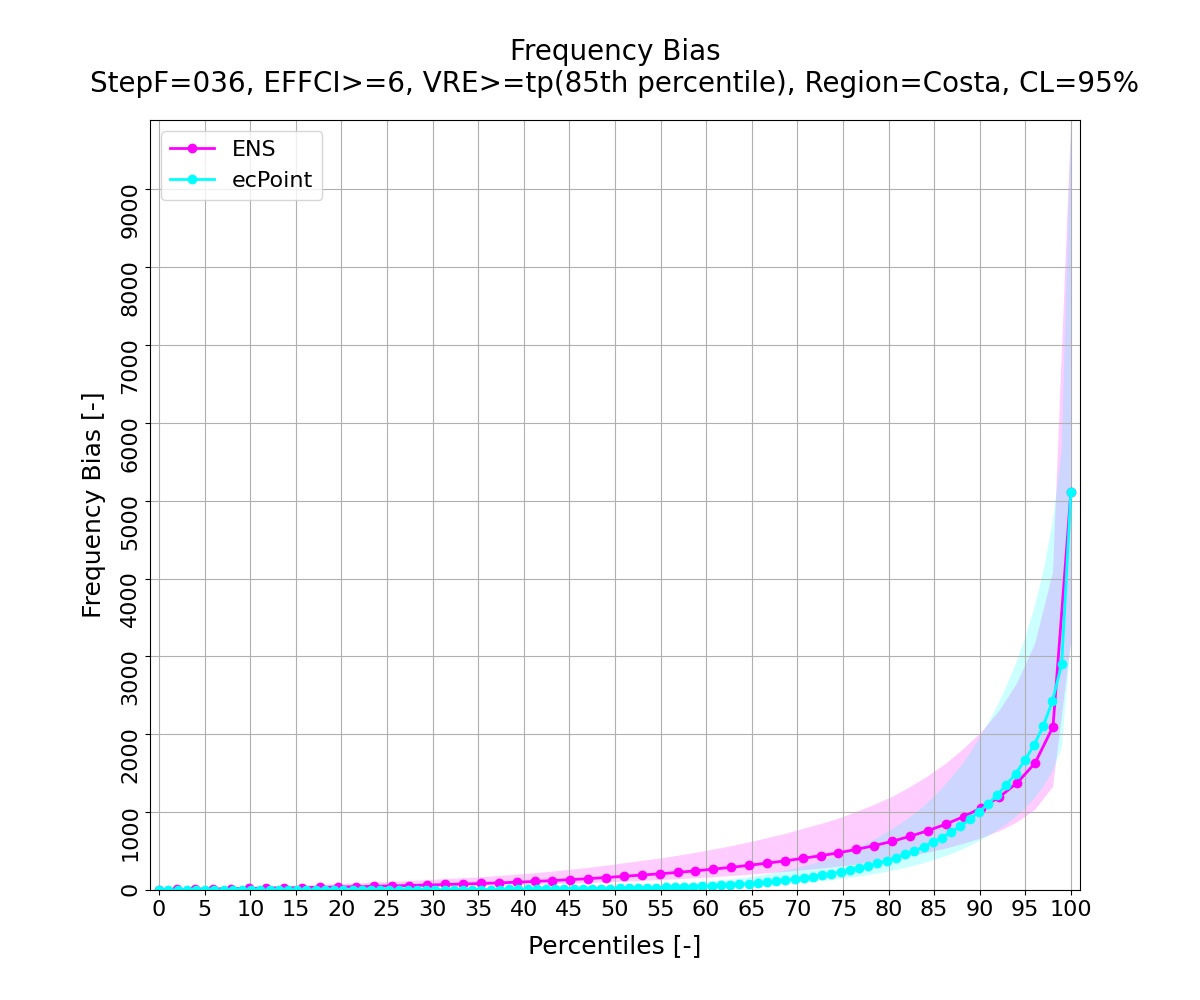 Frequency Bias
StepF=036, EFFCI>=6, VRE>=tp(85th percentile), Region=Costa, CL=95%
ENS
ecPoint
Frequency Bias [-]
9000
8000
7000
6000
5000
4000
3000
2000
1000
0
0 5 10 15 20 25 30 35 40 45 50 55 60 65 70 75 80 85 90 95 100
Percentiles [-]